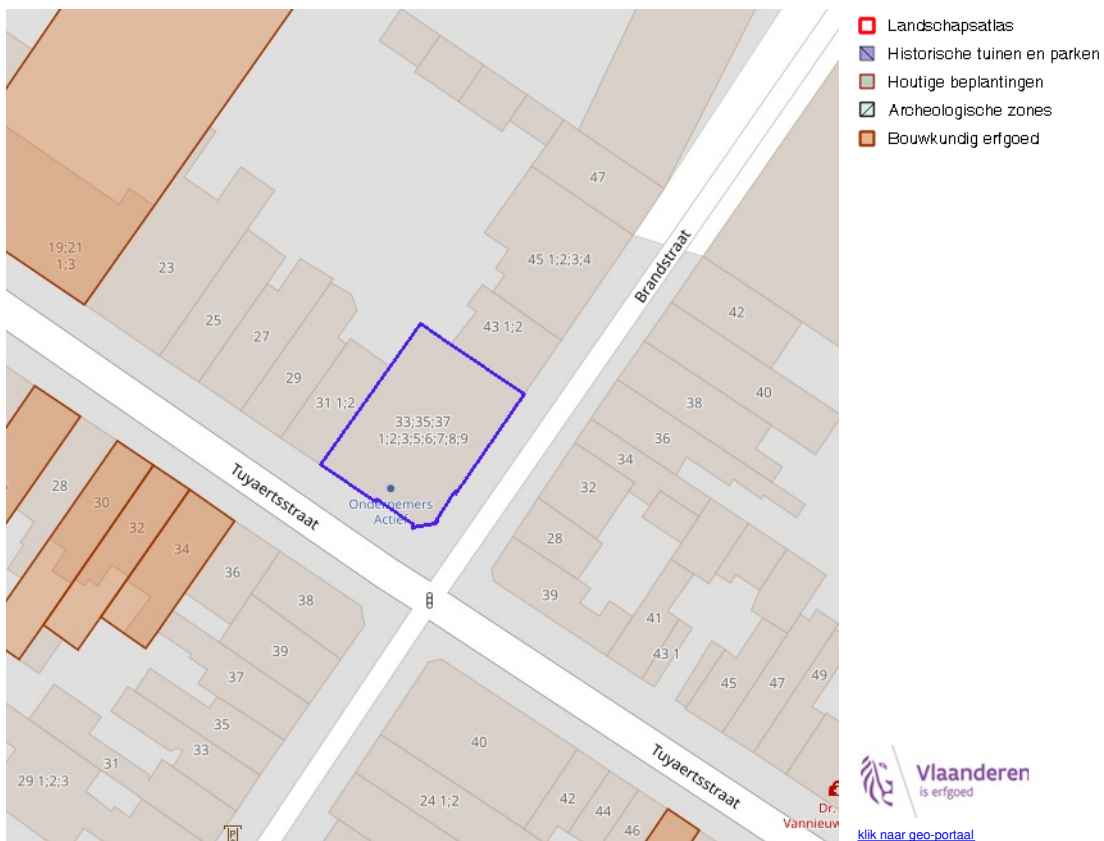 Landschapsatlas
Historische tuinen en parken
Houtige beplantingen
Archeologische zones
Bouwkundig erfgoed
47
45 1;2;3;4
Brandstraat
19;21
1;3
23
25
27
29
31 1;2
43 1;2
33;35;37
1;2;3;5;6;7;8;9
Ondernemers
Actief
Tuyaertsstraat
42
40
38
36
34
32
28
39
41
43 1
45
47
49
28
30
32
34
36
38
39
37
35
33
31
29 1;2;3
40
24 1;2
42
44
46
Tuyaertsstraat
Dr.
Vannieuw
P
Vlaanderen
is erfgoed
klik naar geo-portaal